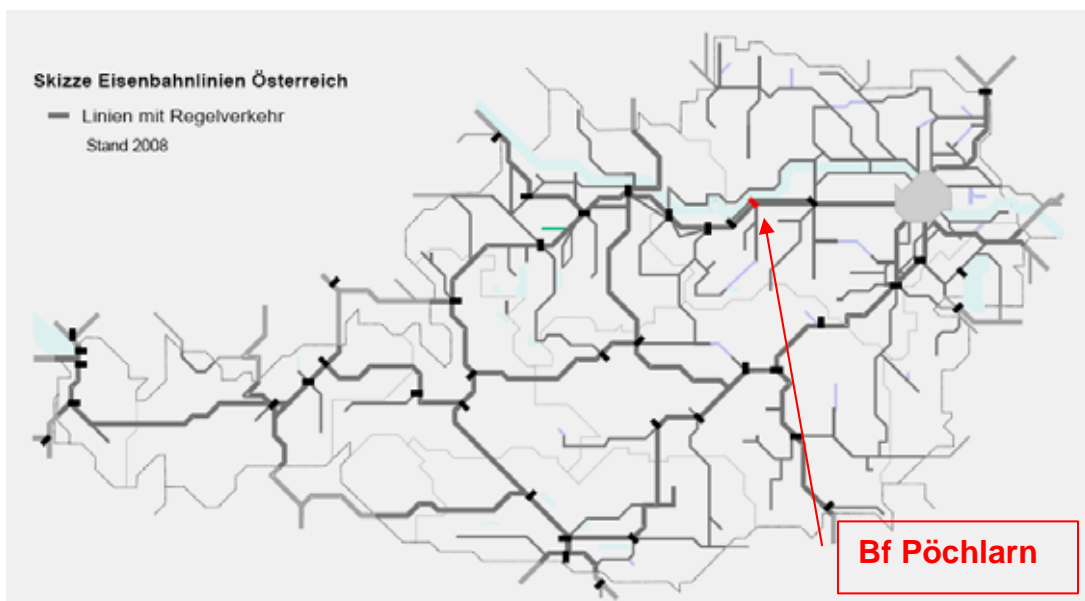 Skizze Eisenbahnlinien Österreich
Linien mit Regelverkehr
Stand 2008
Bf Pöchlarn